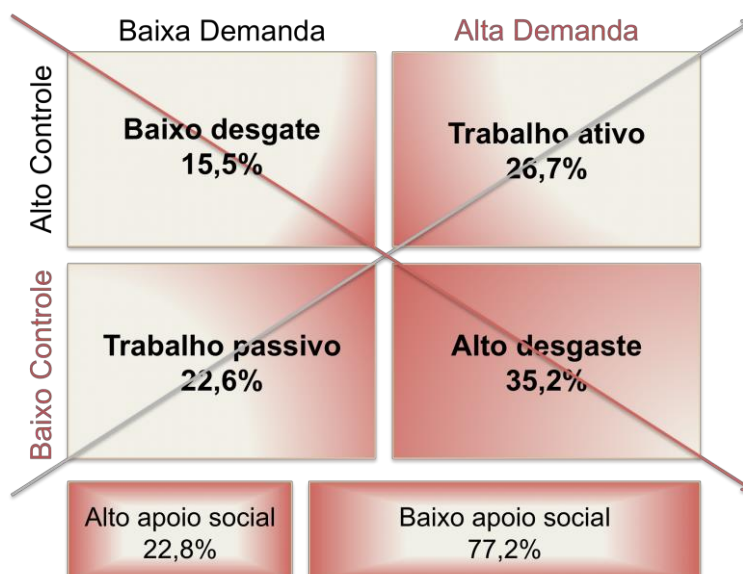 Baixa Demanda
Alta Demanda
Alto Controle
Baixo desgate
15,5%
Trabalho ativo
26,7%
Baixo Controle
Trabalho passivo
22,6%
Alto desgaste
35,2%
Alto apoio social
22,8%
Baixo apoio social
77,2%